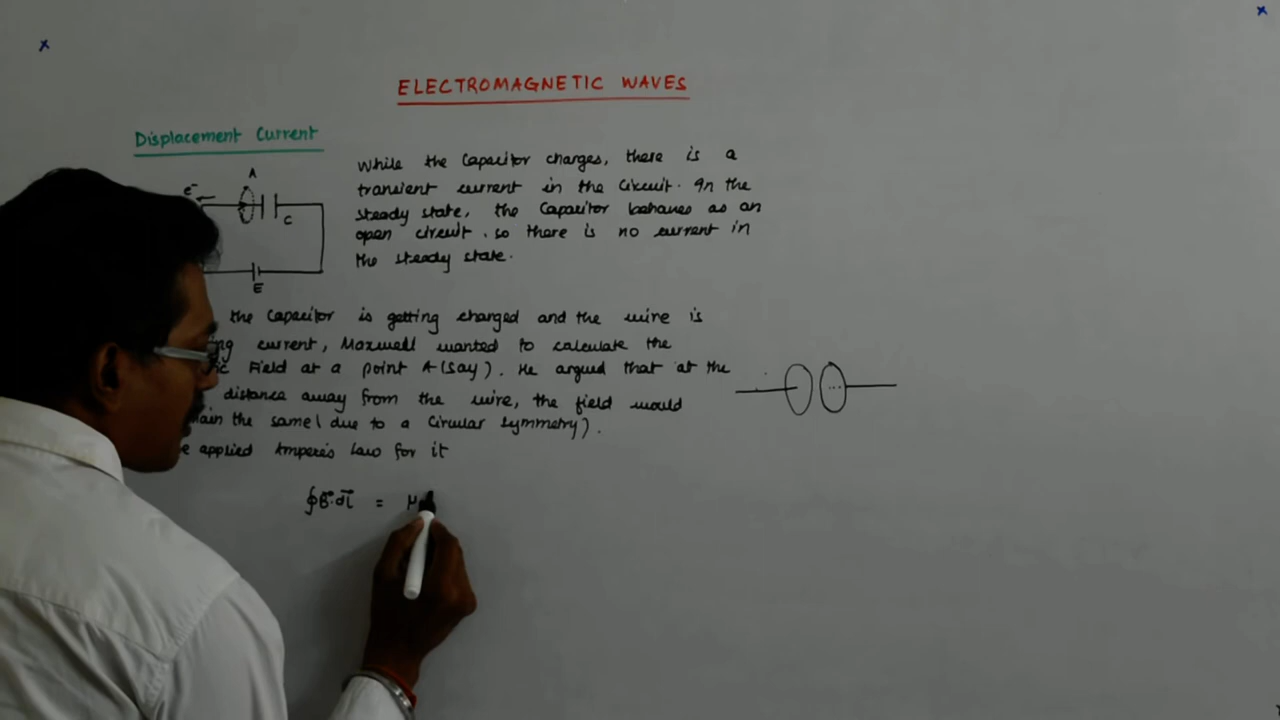 ELECTROMAGNETIC WAVES
Displacement Current
A
e-
C
E
While the Capacitor charges, there is a
transient current in the Circuit. In the
steady state, the Capacitor behaves as an
open circuit. so there is no current in
the steady state.
the Capacitor is getting charged and the wire is
current, Maxwell wanted to calculate the
Field at a point A (say). He argued that at the
distance away from the wire, the field would
the same (due to a Circular symmetry).
applied Ampere's Law for it
∮B⃗·dl⃗ = μ